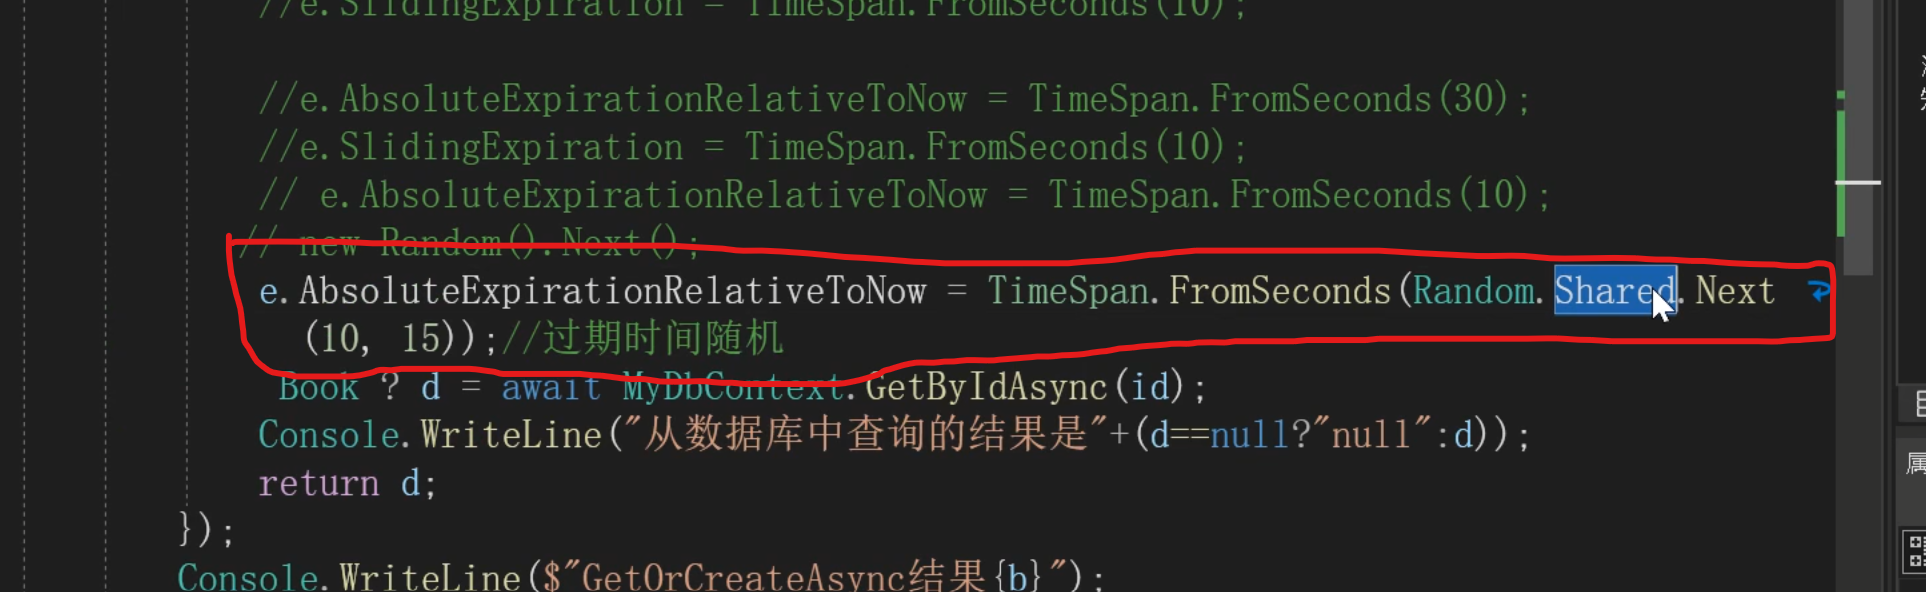 //e.SlidingExpiration = TimeSpan.FromSeconds(10);
//e.AbsoluteExpirationRelativeToNow = TimeSpan.FromSeconds(30);
//e.SlidingExpiration = TimeSpan.FromSeconds(10);
// e.AbsoluteExpirationRelativeToNow = TimeSpan.FromSeconds(10);
// new Random().Next();
e.AbsoluteExpirationRelativeToNow = TimeSpan.FromSeconds(Random.Shared.Next
(10, 15));//过期时间随机
Book ? d = await MyDbContext.GetByIdAsync(id);
Console.WriteLine("从数据库中查询的结果是"+(d==null?"null":d));
return d;
});
Console.WriteLine($"GetOrCreateAsync结果{b}");